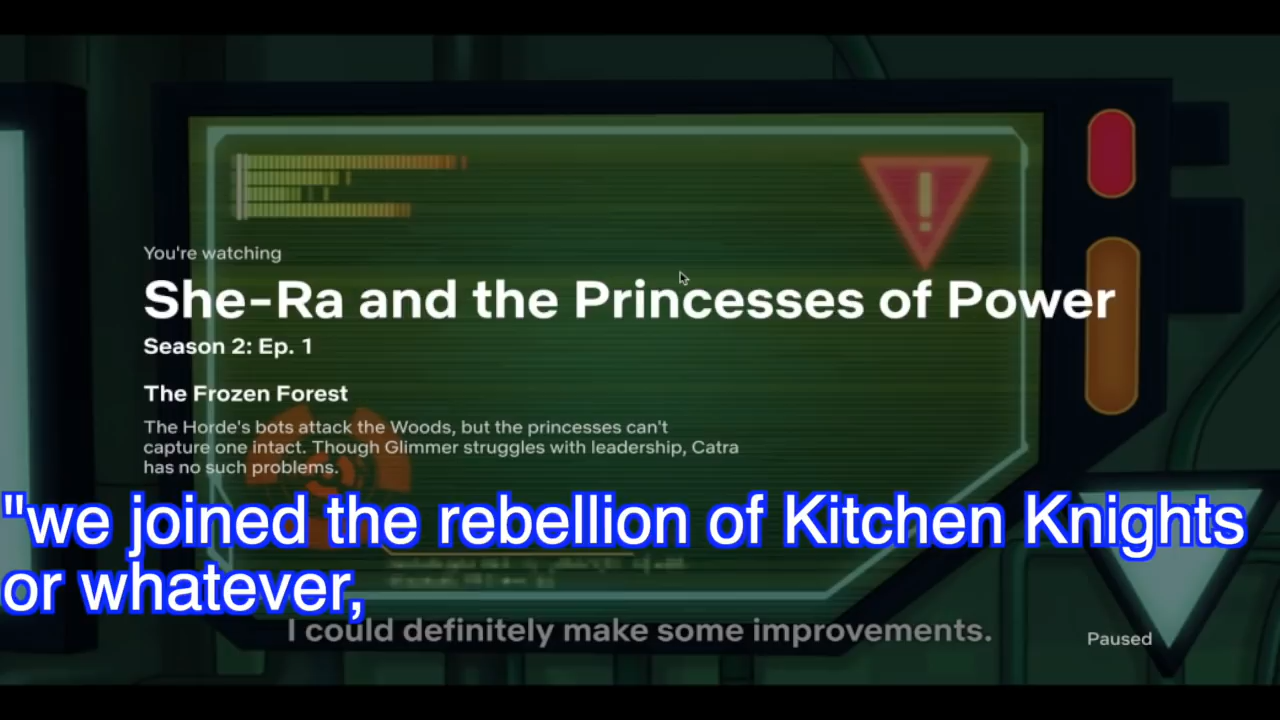 You're watching
She-Ra and the Princesses of Power
Season 2: Ep. 1
The Frozen Forest
The Horde's bots attack the Woods, but the princesses can't
capture one intact. Though Glimmer struggles with leadership, Catra
has no such problems.
"we joined the rebellion of Kitchen Knights
or whatever,
I could definitely make some improvements.
Paused